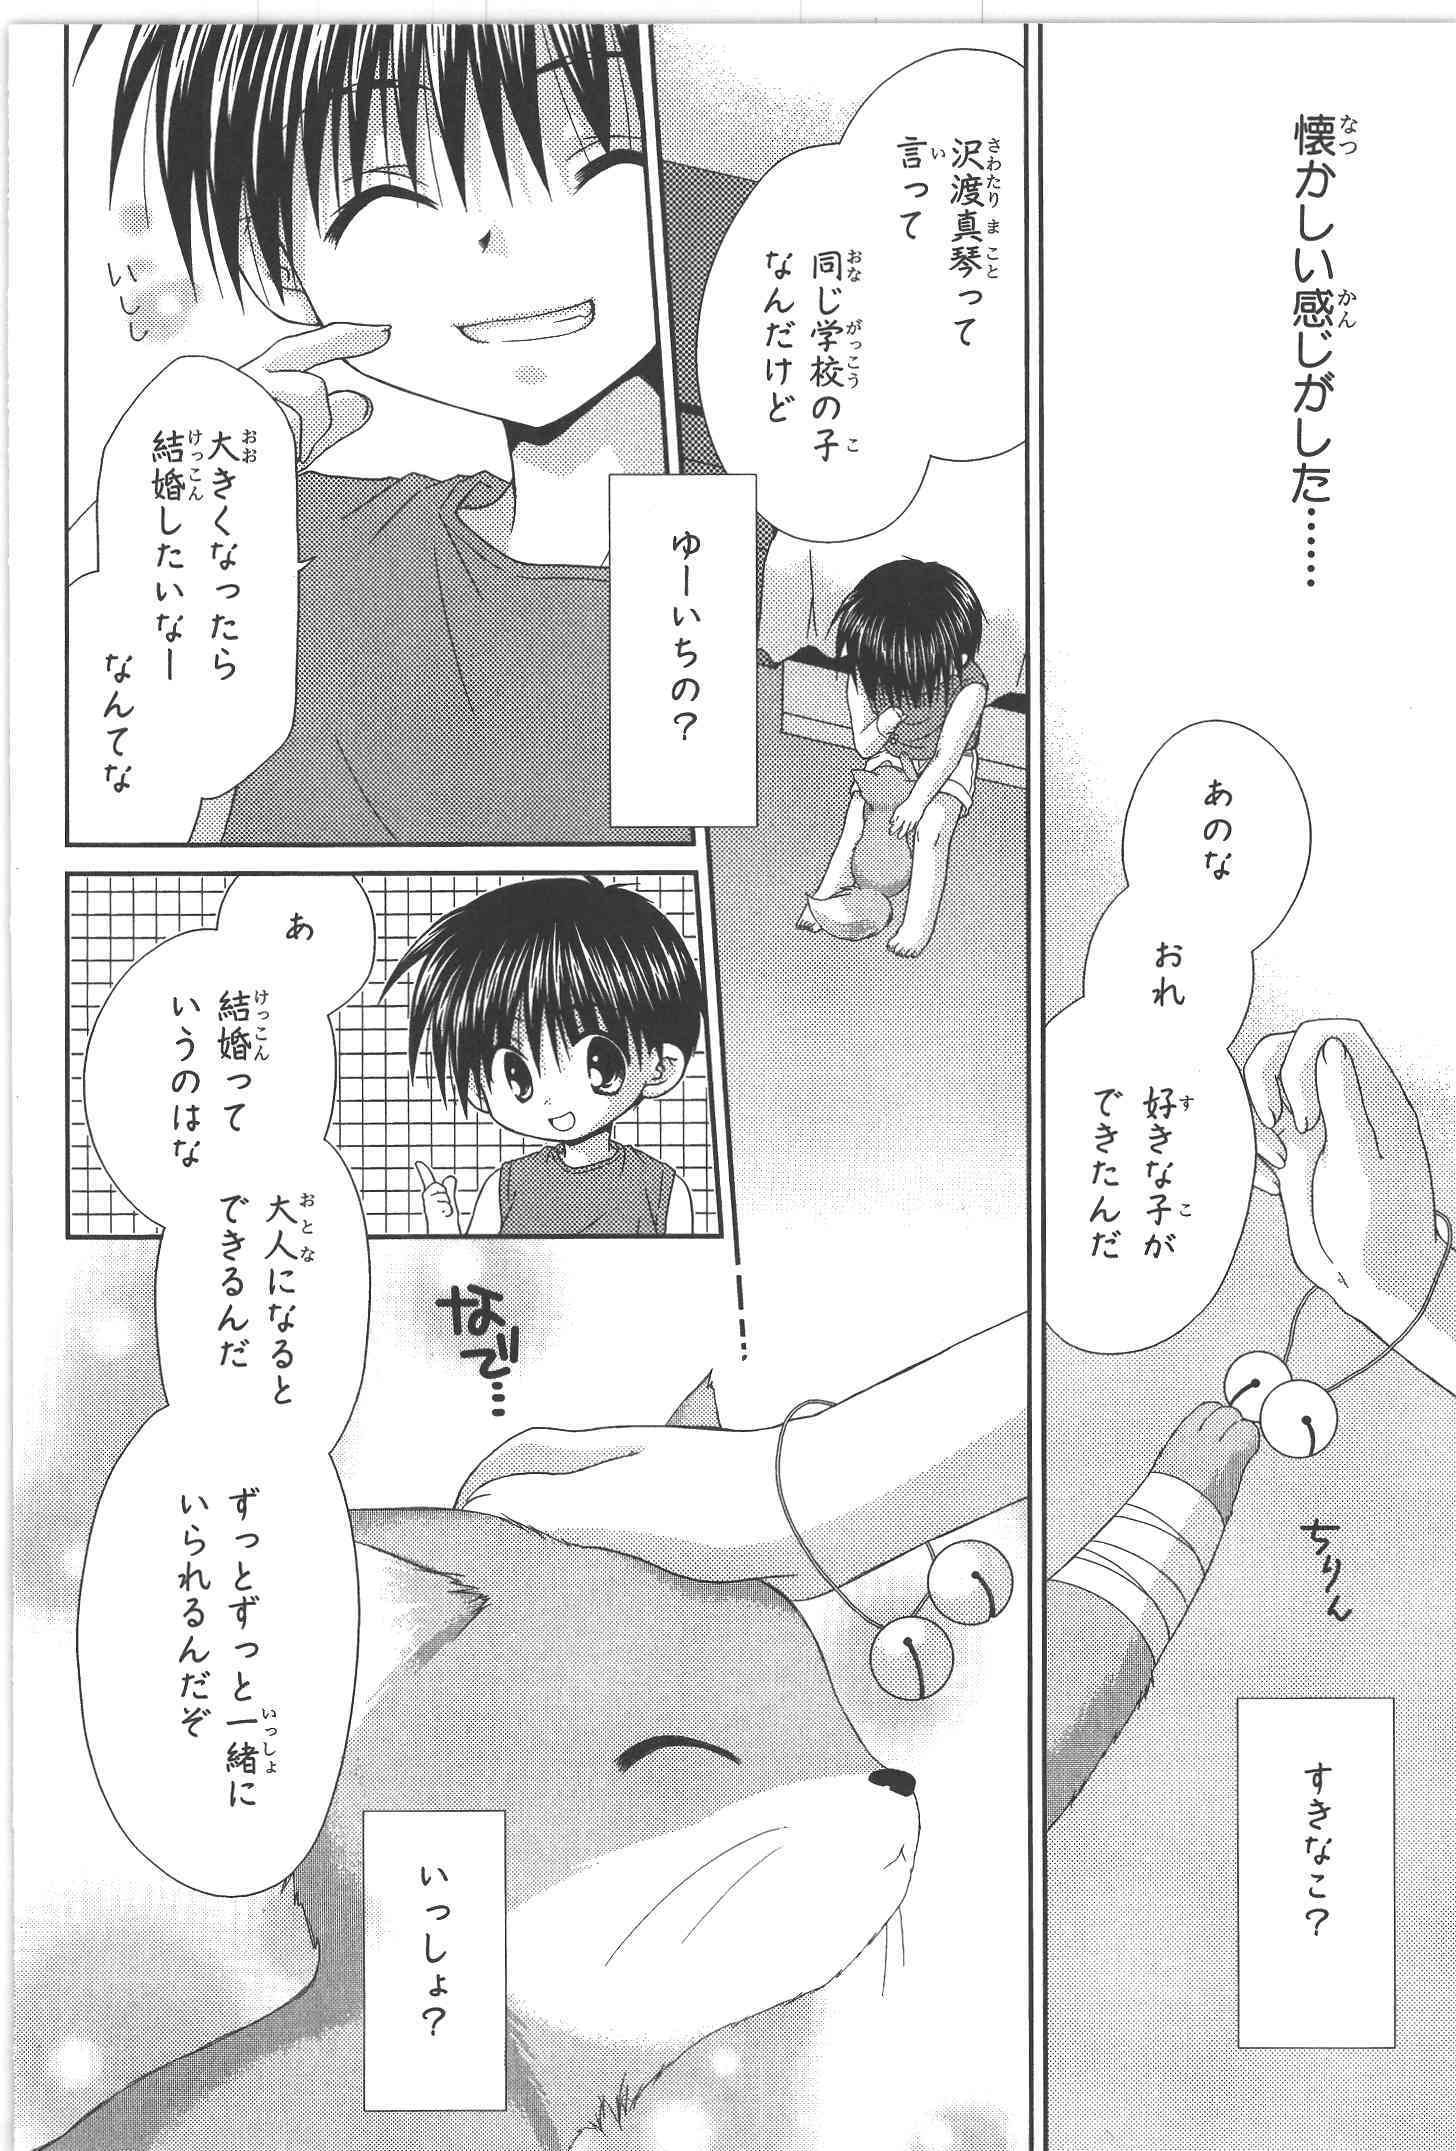 懐かしい感じがした……
あのな
おれ
好きな子が
できたんだ
ちりん
すきなこ？
沢渡真琴って
言って
同じ学校の子
なんだけど
ゆーいちの？
いしし
大きくなったら
結婚したいなー
なんてな
あ
結婚って
いうのはな
大人になると
できるんだ
ずっとずっと一緒に
いられるんだぞ
なで…
いっしょ？